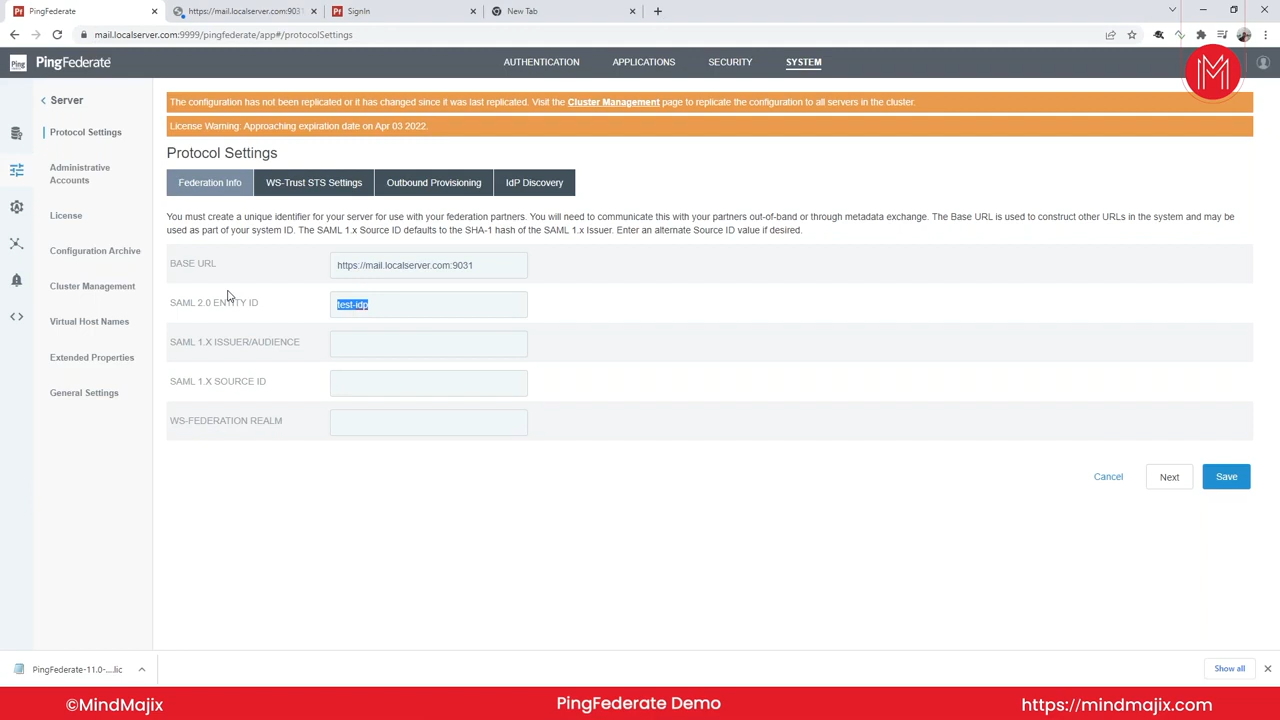 PingFederate
https://mail.localserver.com:9031
SignIn
New Tab
mail.localserver.com:9999/pingfederate/app#/protocolSettings
Ping
PingFederate
AUTHENTICATION
APPLICATIONS
SECURITY
SYSTEM
M
Server
Protocol Settings
Administrative
Accounts
License
Configuration Archive
Cluster Management
Virtual Host Names
Extended Properties
General Settings
The configuration has not been replicated or it has changed since it was last replicated. Visit the Cluster Management page to replicate the configuration to all servers in the cluster.
License Warning: Approaching expiration date on Apr 03 2022.
Protocol Settings
Federation Info
WS-Trust STS Settings
Outbound Provisioning
IdP Discovery
You must create a unique identifier for your server for use with your federation partners. You will need to communicate this with your partners out-of-band or through metadata exchange. The Base URL is used to construct other URLs in the system and may be
used as part of your system ID. The SAML 1.x Source ID defaults to the SHA-1 hash of the SAML 1.x Issuer. Enter an alternate Source ID value if desired.
BASE URL
https://mail.localserver.com:9031
SAML 2.0 ENTITY ID
test-idp
SAML 1.X ISSUER/AUDIENCE
SAML 1.X SOURCE ID
WS-FEDERATION REALM
Cancel
Next
Save
PingFederate-11.0-....lic
Show all
©MindMajix
PingFederate Demo
https://mindmajix.com